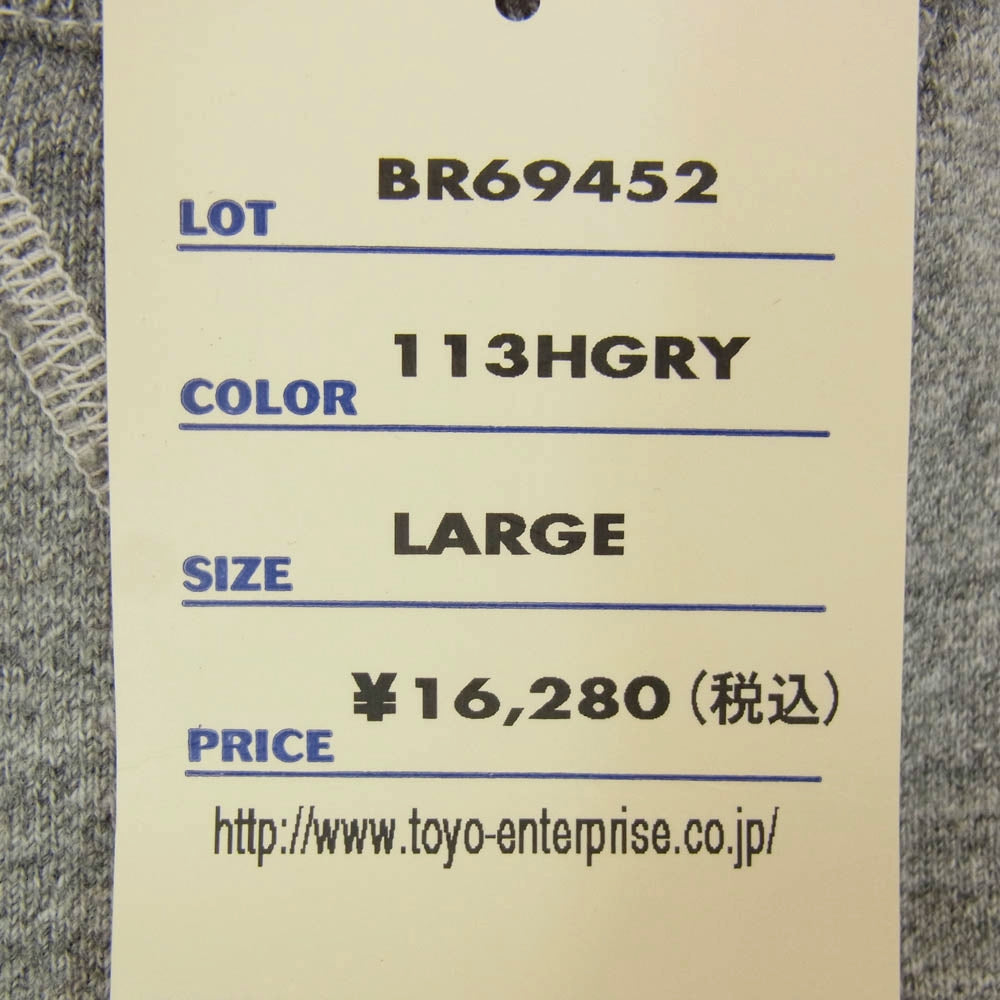 BR69452
LOT
113HGRY
COLOR
LARGE
SIZE
¥16,280(税込)
PRICE
http://www.toyo-enterprise.co.jp/